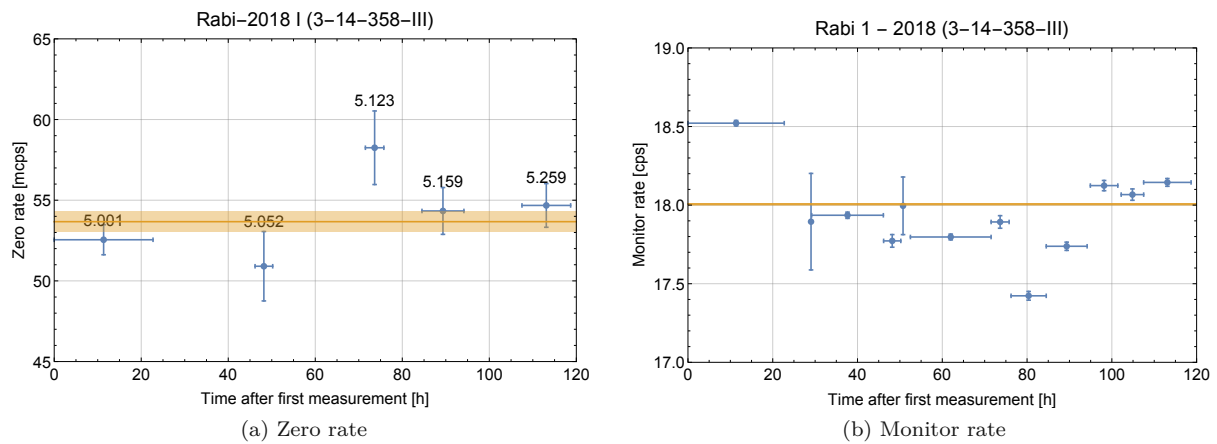 Rabi−2018 I (3−14−358−III)
65
60
55
50
45
Zero rate [mcps]
5.001
5.052
5.123
5.159
5.259
0 20 40 60 80 100 120
Time after first measurement [h]
(a) Zero rate
Rabi 1 − 2018 (3−14−358−III)
19.0
18.5
18.0
17.5
17.0
Monitor rate [cps]
0 20 40 60 80 100 120
Time after first measurement [h]
(b) Monitor rate